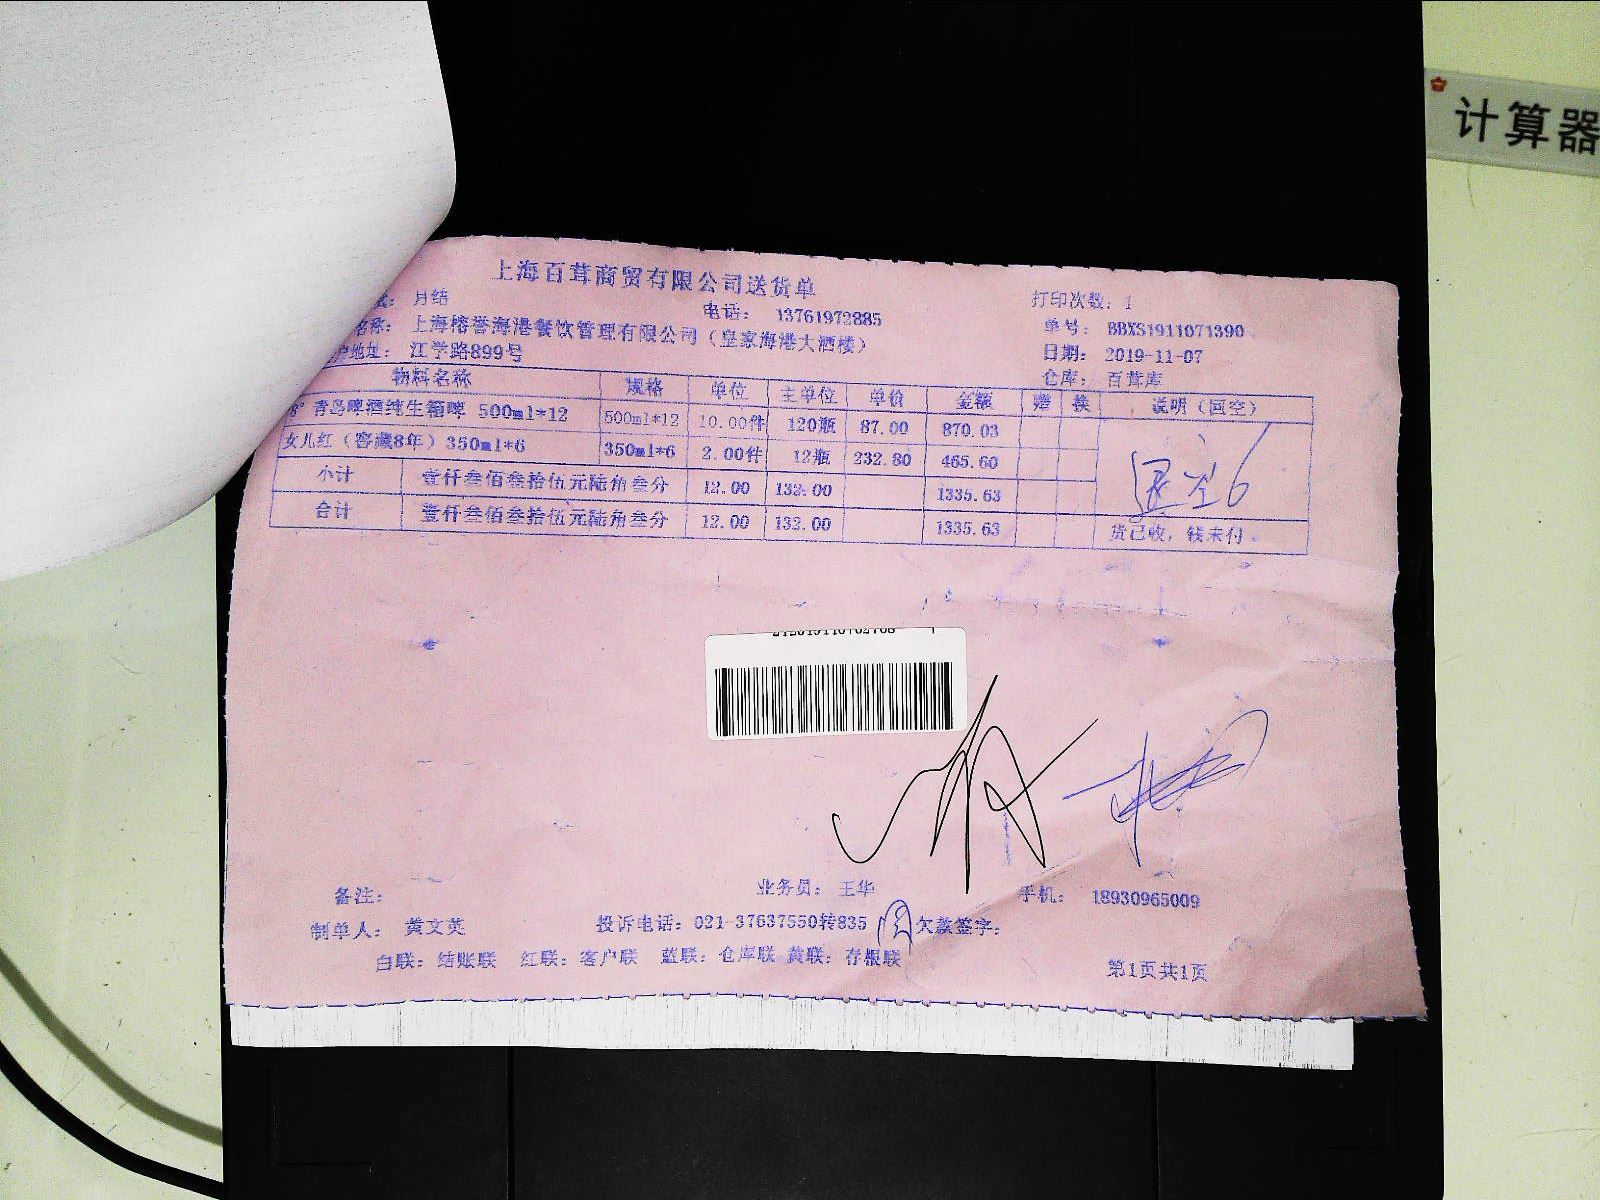 计算器
上海百茸商贸有限公司送货单
式: 月结 电话: 13761972885 打印次数: 1
名称: 上海榕誉海港餐饮管理有限公司（皇家海港大酒楼） 单号: BBXS1911071390
户地址: 江学路899号 日期: 2019-11-07
仓库: 百茸库
物料名称 规格 单位 主单位 单价 金额 赠 换 说明（回空）
8° 青岛啤酒纯生箱啤 500ml*12 500ml*12 10.00件 120瓶 87.00 870.03
女儿红（窖藏8年）350ml*6 350ml*6 2.00件 12瓶 232.80 465.60
退空6
小计 壹仟叁佰叁拾伍元陆角叁分 12.00 132.00 1335.63
合计 壹仟叁佰叁拾伍元陆角叁分 12.00 132.00 1335.63 货已收，钱未付
备注: 业务员: 王华 手机: 18930965009
制单人: 黄文英 投诉电话: 021-37637550转835 欠款签字:
白联: 结账联 红联: 客户联 蓝联: 仓库联 黄联: 存根联 第1页共1页